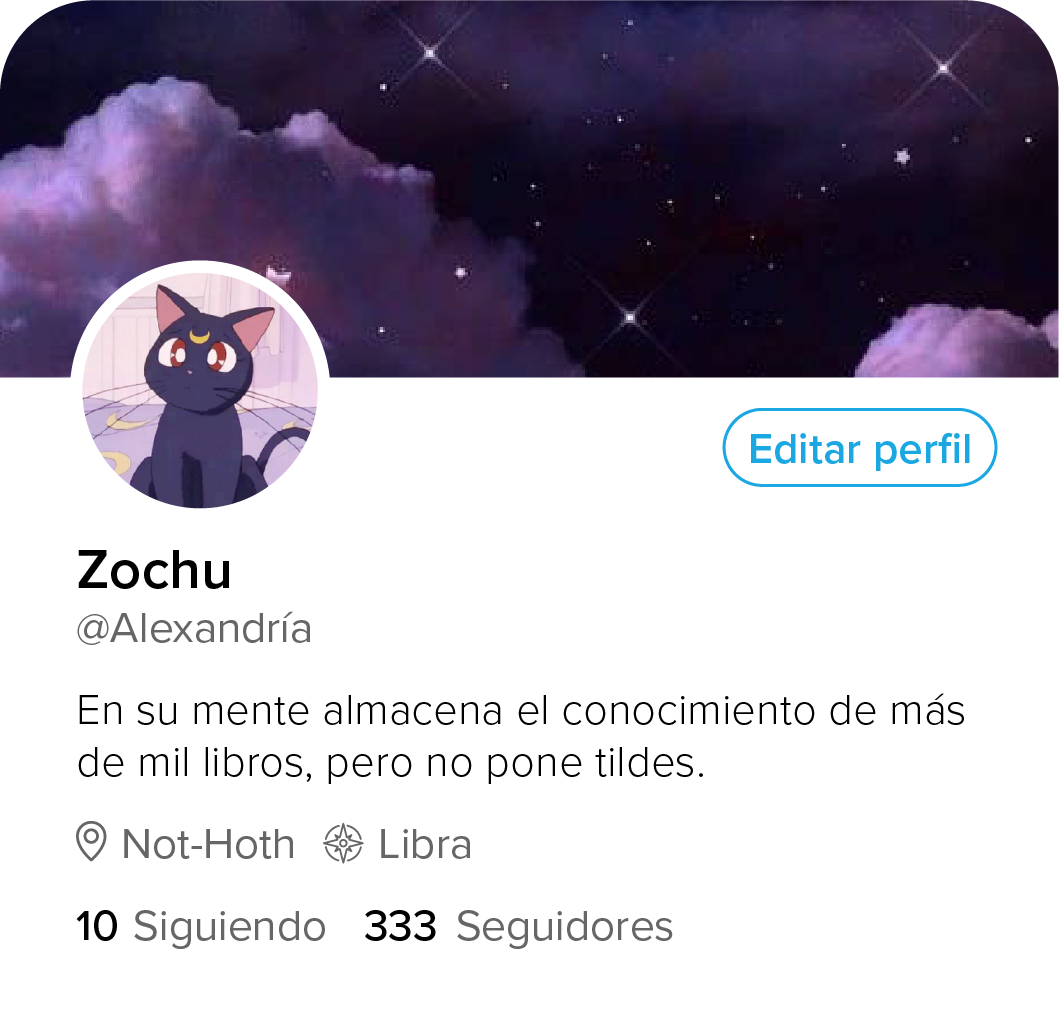 Editar perfil
Zochu
@Alexandría
En su mente almacena el conocimiento de más
de mil libros, pero no pone tildes.
Not-Hoth Libra
10 Siguiendo 333 Seguidores